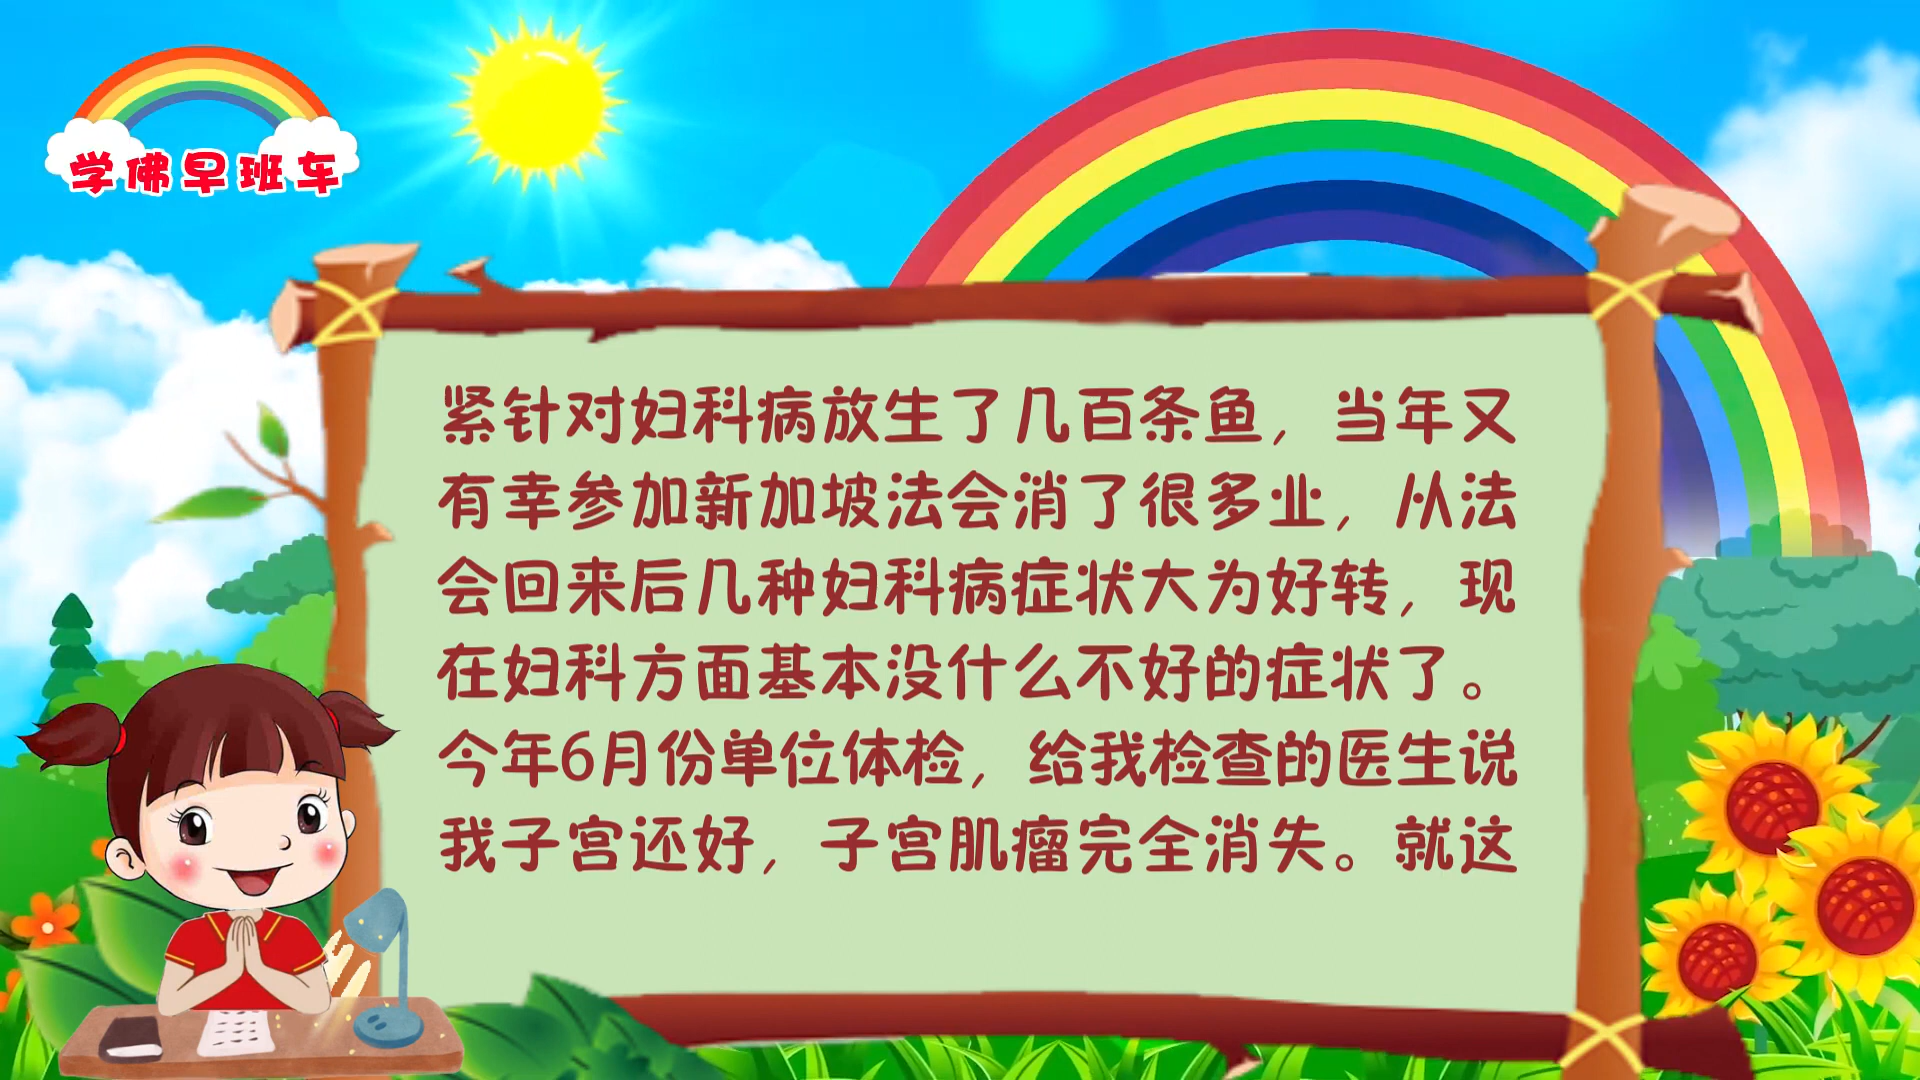 学佛早班车
紧针对妇科病放生了几百条鱼，当年又
有幸参加新加坡法会消了很多业，从法
会回来后几种妇科病症状大为好转，现
在妇科方面基本没什么不好的症状了。
今年6月份单位体检，给我检查的医生说
我子宫还好，子宫肌瘤完全消失。就这